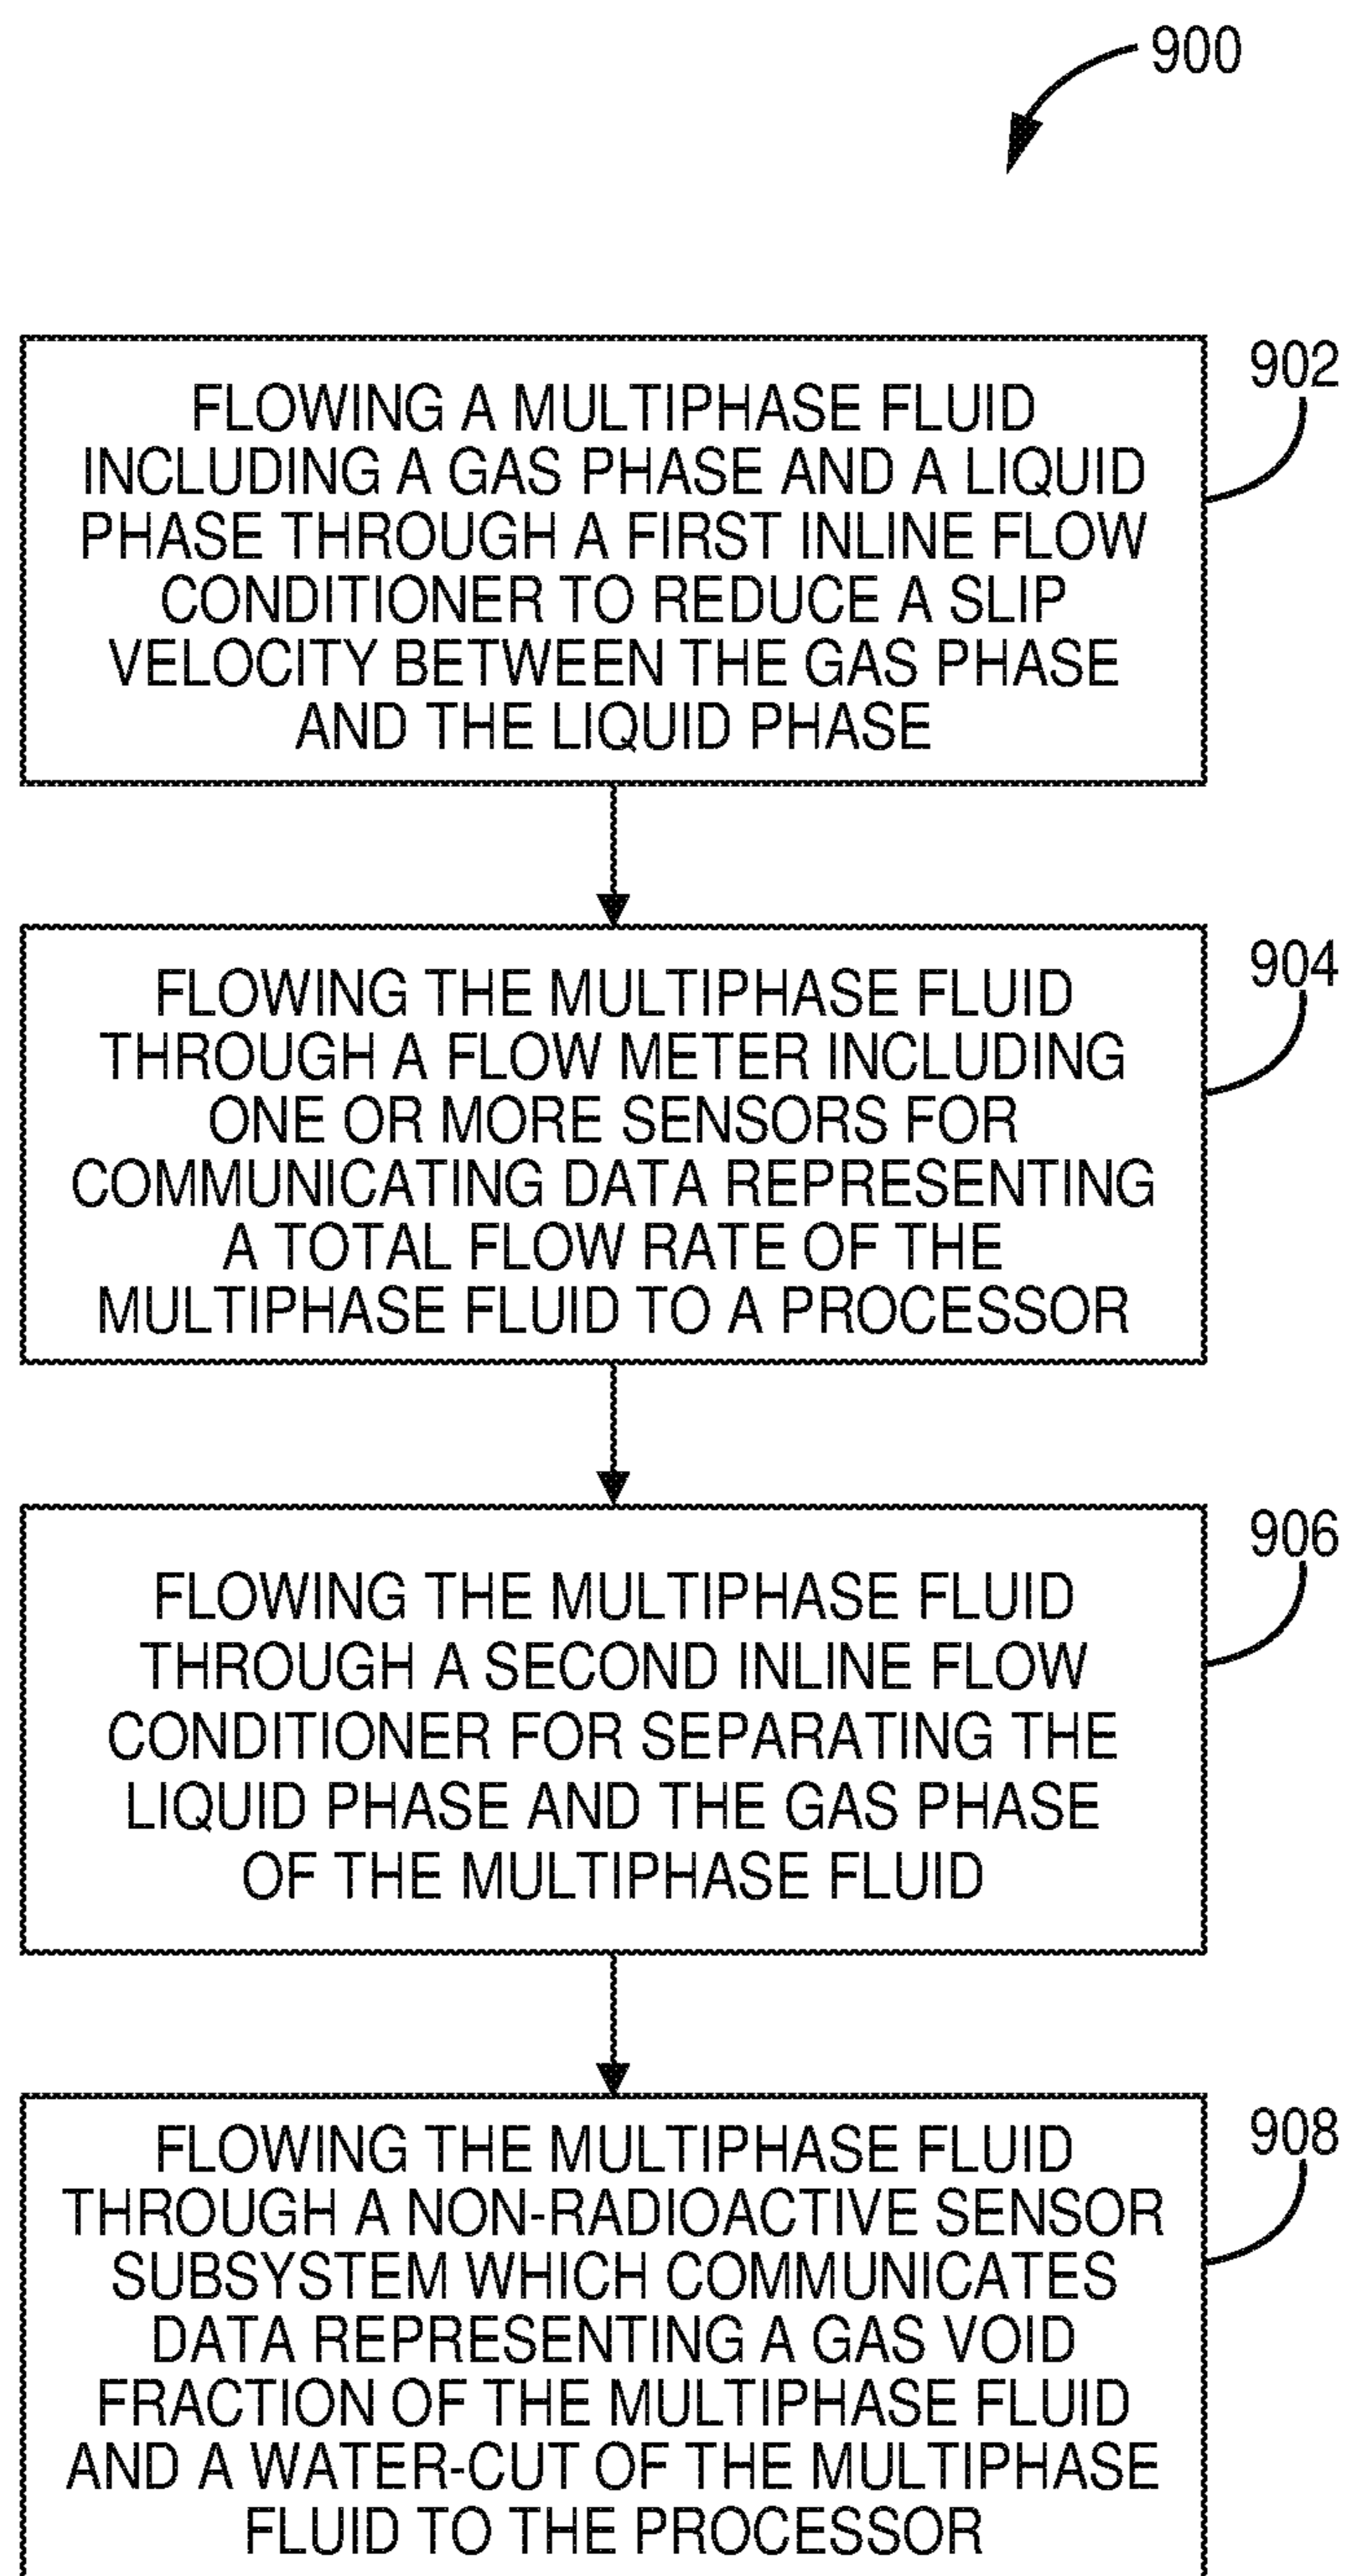 900
902
FLOWING A MULTIPHASE FLUID
INCLUDING A GAS PHASE AND A LIQUID
PHASE THROUGH A FIRST INLINE FLOW
CONDITIONER TO REDUCE A SLIP
VELOCITY BETWEEN THE GAS PHASE
AND THE LIQUID PHASE
904
FLOWING THE MULTIPHASE FLUID
THROUGH A FLOW METER INCLUDING
ONE OR MORE SENSORS FOR
COMMUNICATING DATA REPRESENTING
A TOTAL FLOW RATE OF THE
MULTIPHASE FLUID TO A PROCESSOR
906
FLOWING THE MULTIPHASE FLUID
THROUGH A SECOND INLINE FLOW
CONDITIONER FOR SEPARATING THE
LIQUID PHASE AND THE GAS PHASE
OF THE MULTIPHASE FLUID
908
FLOWING THE MULTIPHASE FLUID
THROUGH A NON-RADIOACTIVE SENSOR
SUBSYSTEM WHICH COMMUNICATES
DATA REPRESENTING A GAS VOID
FRACTION OF THE MULTIPHASE FLUID
AND A WATER-CUT OF THE MULTIPHASE
FLUID TO THE PROCESSOR